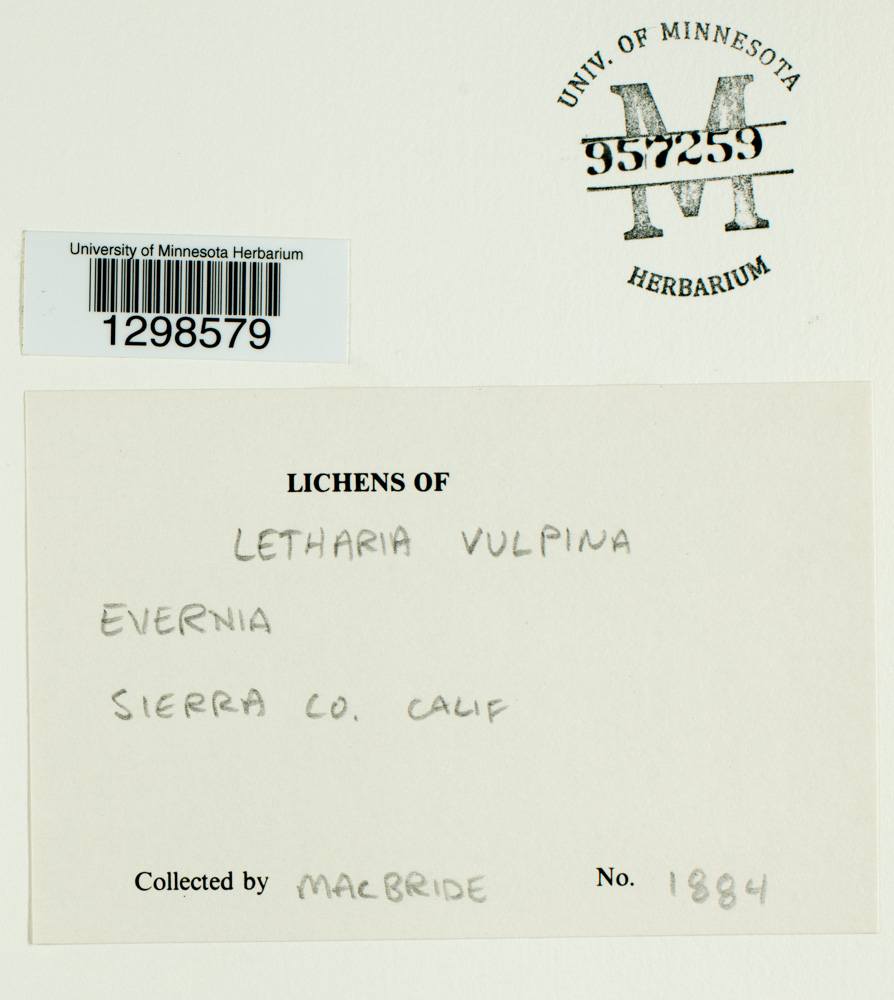 UNIV. OF MINNESOTA
957259
HERBARIUM
University of Minnesota Herbarium
1298579
LICHENS OF
LETHARIA VULPINA
EVERNIA
SIERRA CO. CALIF
Collected by MACBRIDE No. 1884